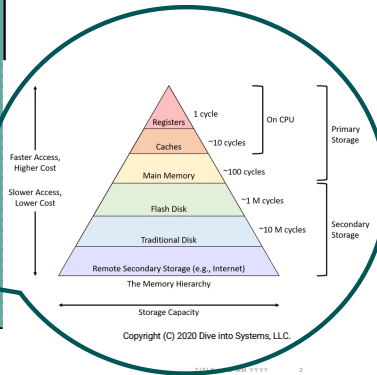 1 cycle
Registers
On CPU
Caches
~10 cycles
Primary
Storage
Faster Access,
Higher Cost
Main Memory
~100 cycles
Slower Access,
Lower Cost
Flash Disk
~1 M cycles
Traditional Disk
~10 M cycles
Secondary
Storage
Remote Secondary Storage (e.g., Internet)
The Memory Hierarchy
Storage Capacity
Copyright (C) 2020 Dive into Systems, LLC.
YYYY
2